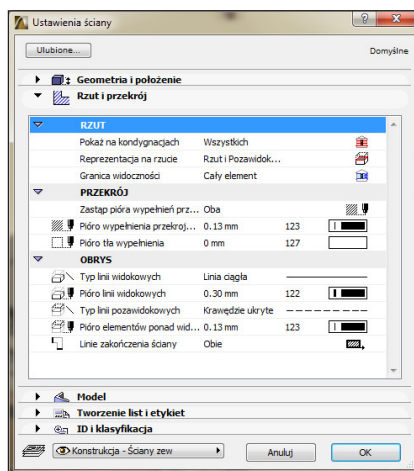 Ustawienia ściany
Ulubione...
Domyślne
Geometria i położenie
Rzut i przekrój
RZUT
Pokaż na kondygnacjach Wszystkich
Reprezentacja na rzucie Rzut i Pozawidok...
Granica widoczności Cały element
PRZEKRÓJ
Zastąp pióra wypełnień prz... Oba
Pióro wypełnienia przekroj... 0.13 mm 123
Pióro tła wypełnienia 0 mm 127
OBRYS
Typ linii widokowych Linia ciągła
Pióro linii widokowych 0.30 mm 122
Typ linii pozawidokowych Krawędzie ukryte
Pióro elementów ponad wid... 0.13 mm 123
Linie zakończenia ściany Obie
Model
Tworzenie list i etykiet
ID i klasyfikacja
Konstrukcja - Ściany zew
Anuluj
OK